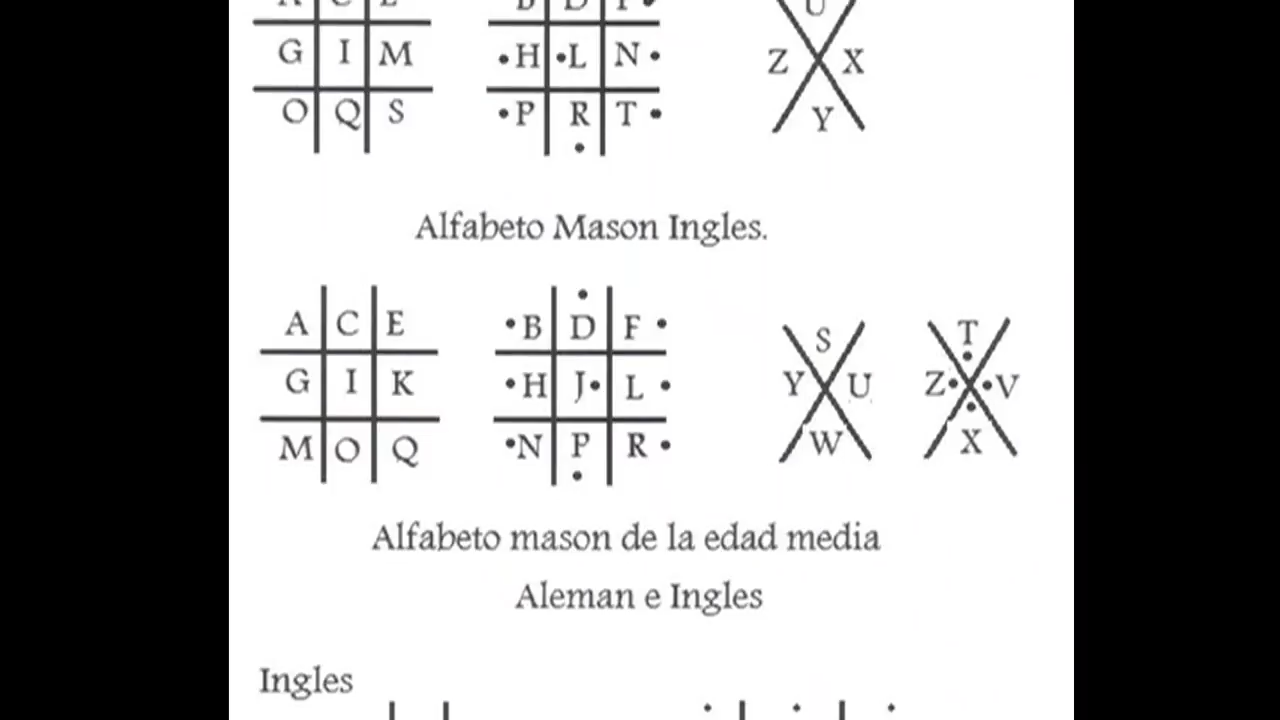 A C E B D F U
G I M •H •L N• Z X
O Q S •P R T• Y
Alfabeto Mason Ingles.
A C E •B D F• S T
G I K •H J• L• Y U Z• •V
M O Q •N P R• W X
Alfabeto mason de la edad media
Aleman e Ingles
Ingles